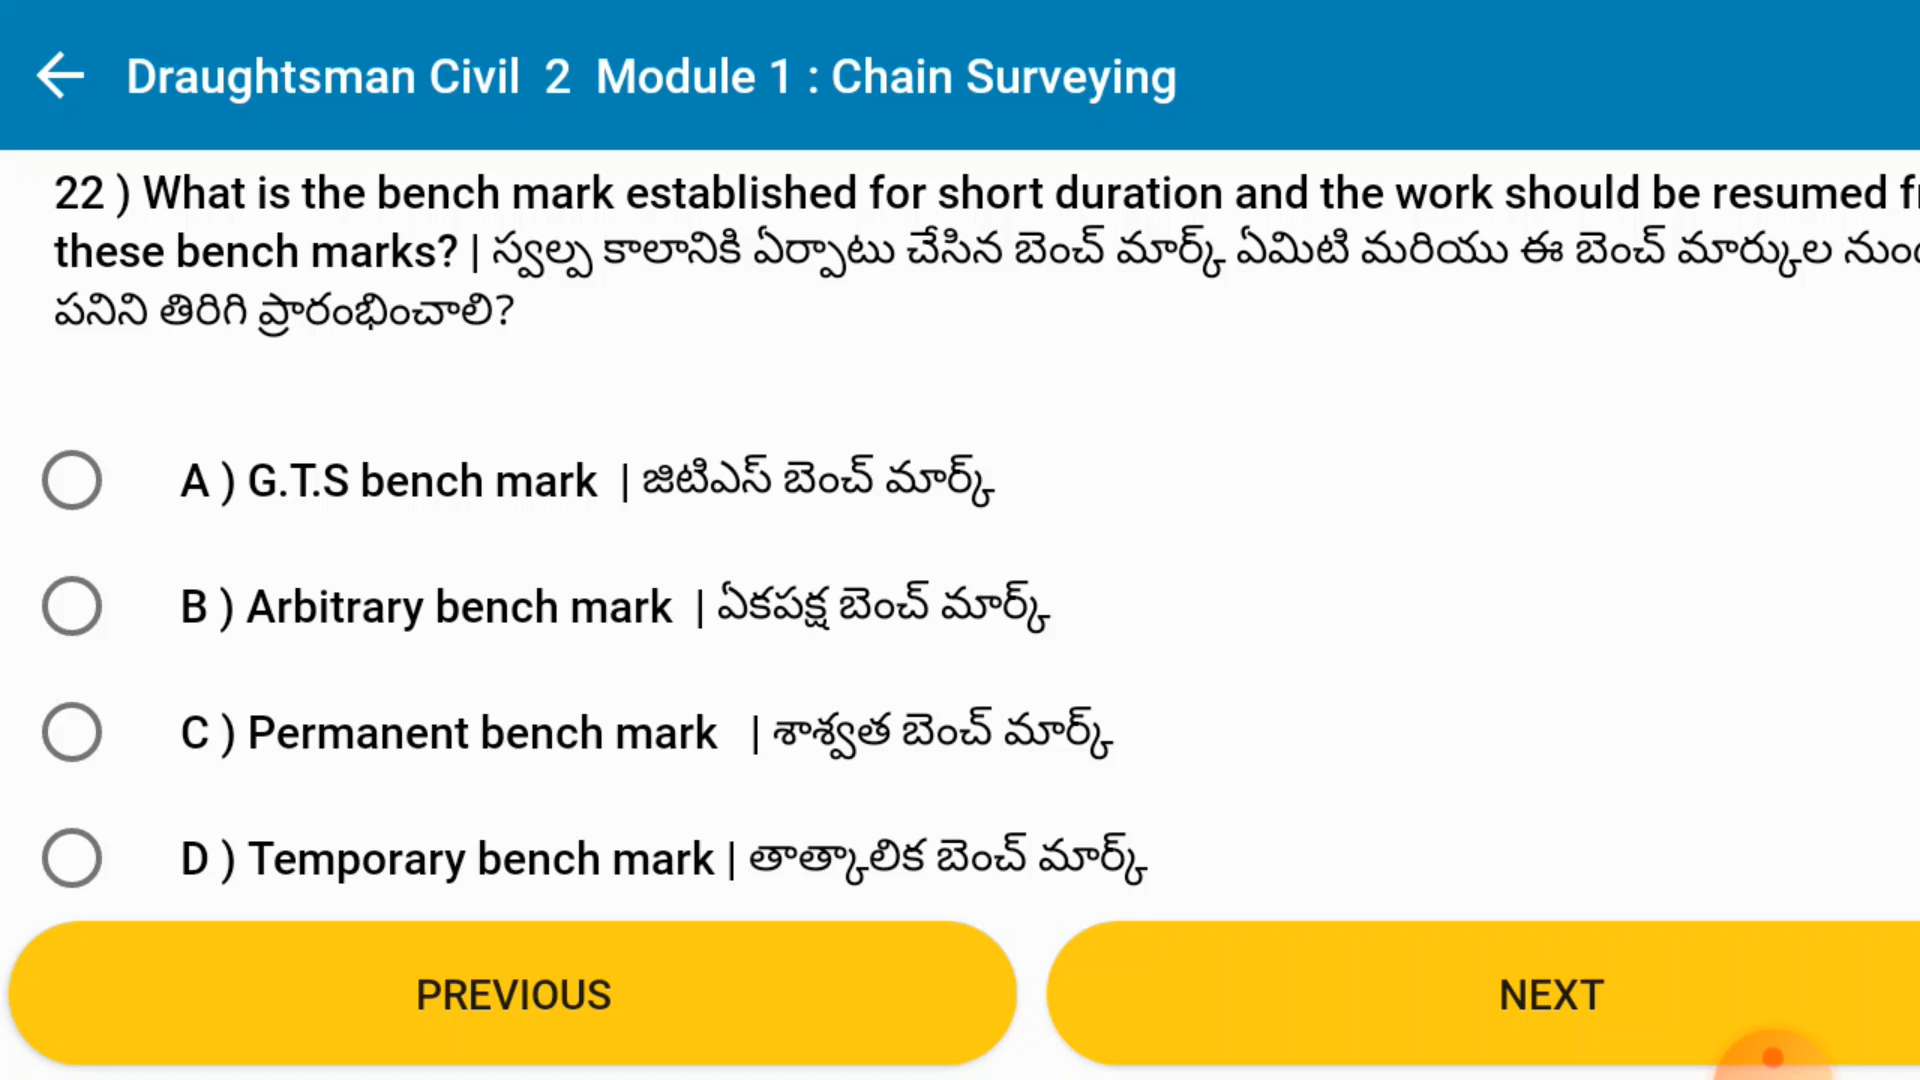 Draughtsman Civil 2 Module 1 : Chain Surveying
22 ) What is the bench mark established for short duration and the work should be resumed
these bench marks? | స్వల్ప కాలానికి ఏర్పాటు చేసిన బెంచ్ మార్క్ ఏమిటి మరియు ఈ బెంచ్ మార్కుల
పనిని తిరిగి ప్రారంభించాలి?
A ) G.T.S bench mark | జిటిఎస్ బెంచ్ మార్క్
B ) Arbitrary bench mark | ఏకపక్ష బెంచ్ మార్క్
C ) Permanent bench mark | శాశ్వత బెంచ్ మార్క్
D ) Temporary bench mark | తాత్కాలిక బెంచ్ మార్క్
PREVIOUS
NEXT